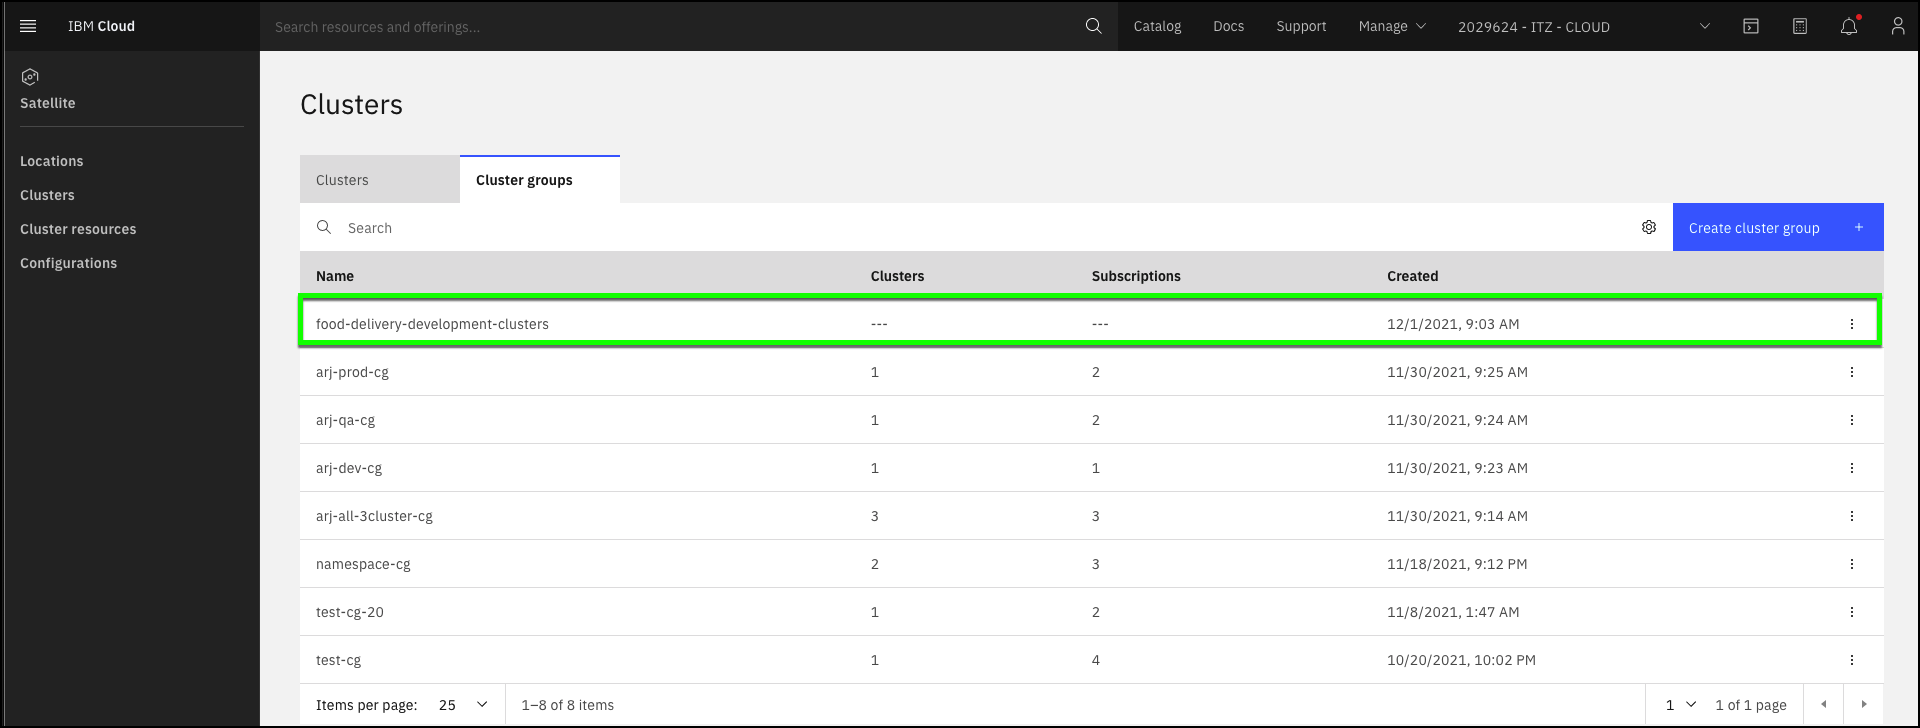 IBM Cloud
Search resources and offerings...
Catalog Docs Support Manage 2029624 - ITZ - CLOUD
Satellite
Locations
Clusters
Cluster resources
Configurations
Clusters
Clusters Cluster groups
Search
Create cluster group +
Name Clusters Subscriptions Created
food-delivery-development-clusters --- --- 12/1/2021, 9:03 AM
arj-prod-cg 1 2 11/30/2021, 9:25 AM
arj-qa-cg 1 2 11/30/2021, 9:24 AM
arj-dev-cg 1 1 11/30/2021, 9:23 AM
arj-all-3cluster-cg 3 3 11/30/2021, 9:14 AM
namespace-cg 2 3 11/18/2021, 9:12 PM
test-cg-20 1 2 11/8/2021, 1:47 AM
test-cg 1 4 10/20/2021, 10:02 PM
Items per page: 25 1–8 of 8 items 1 1 of 1 page